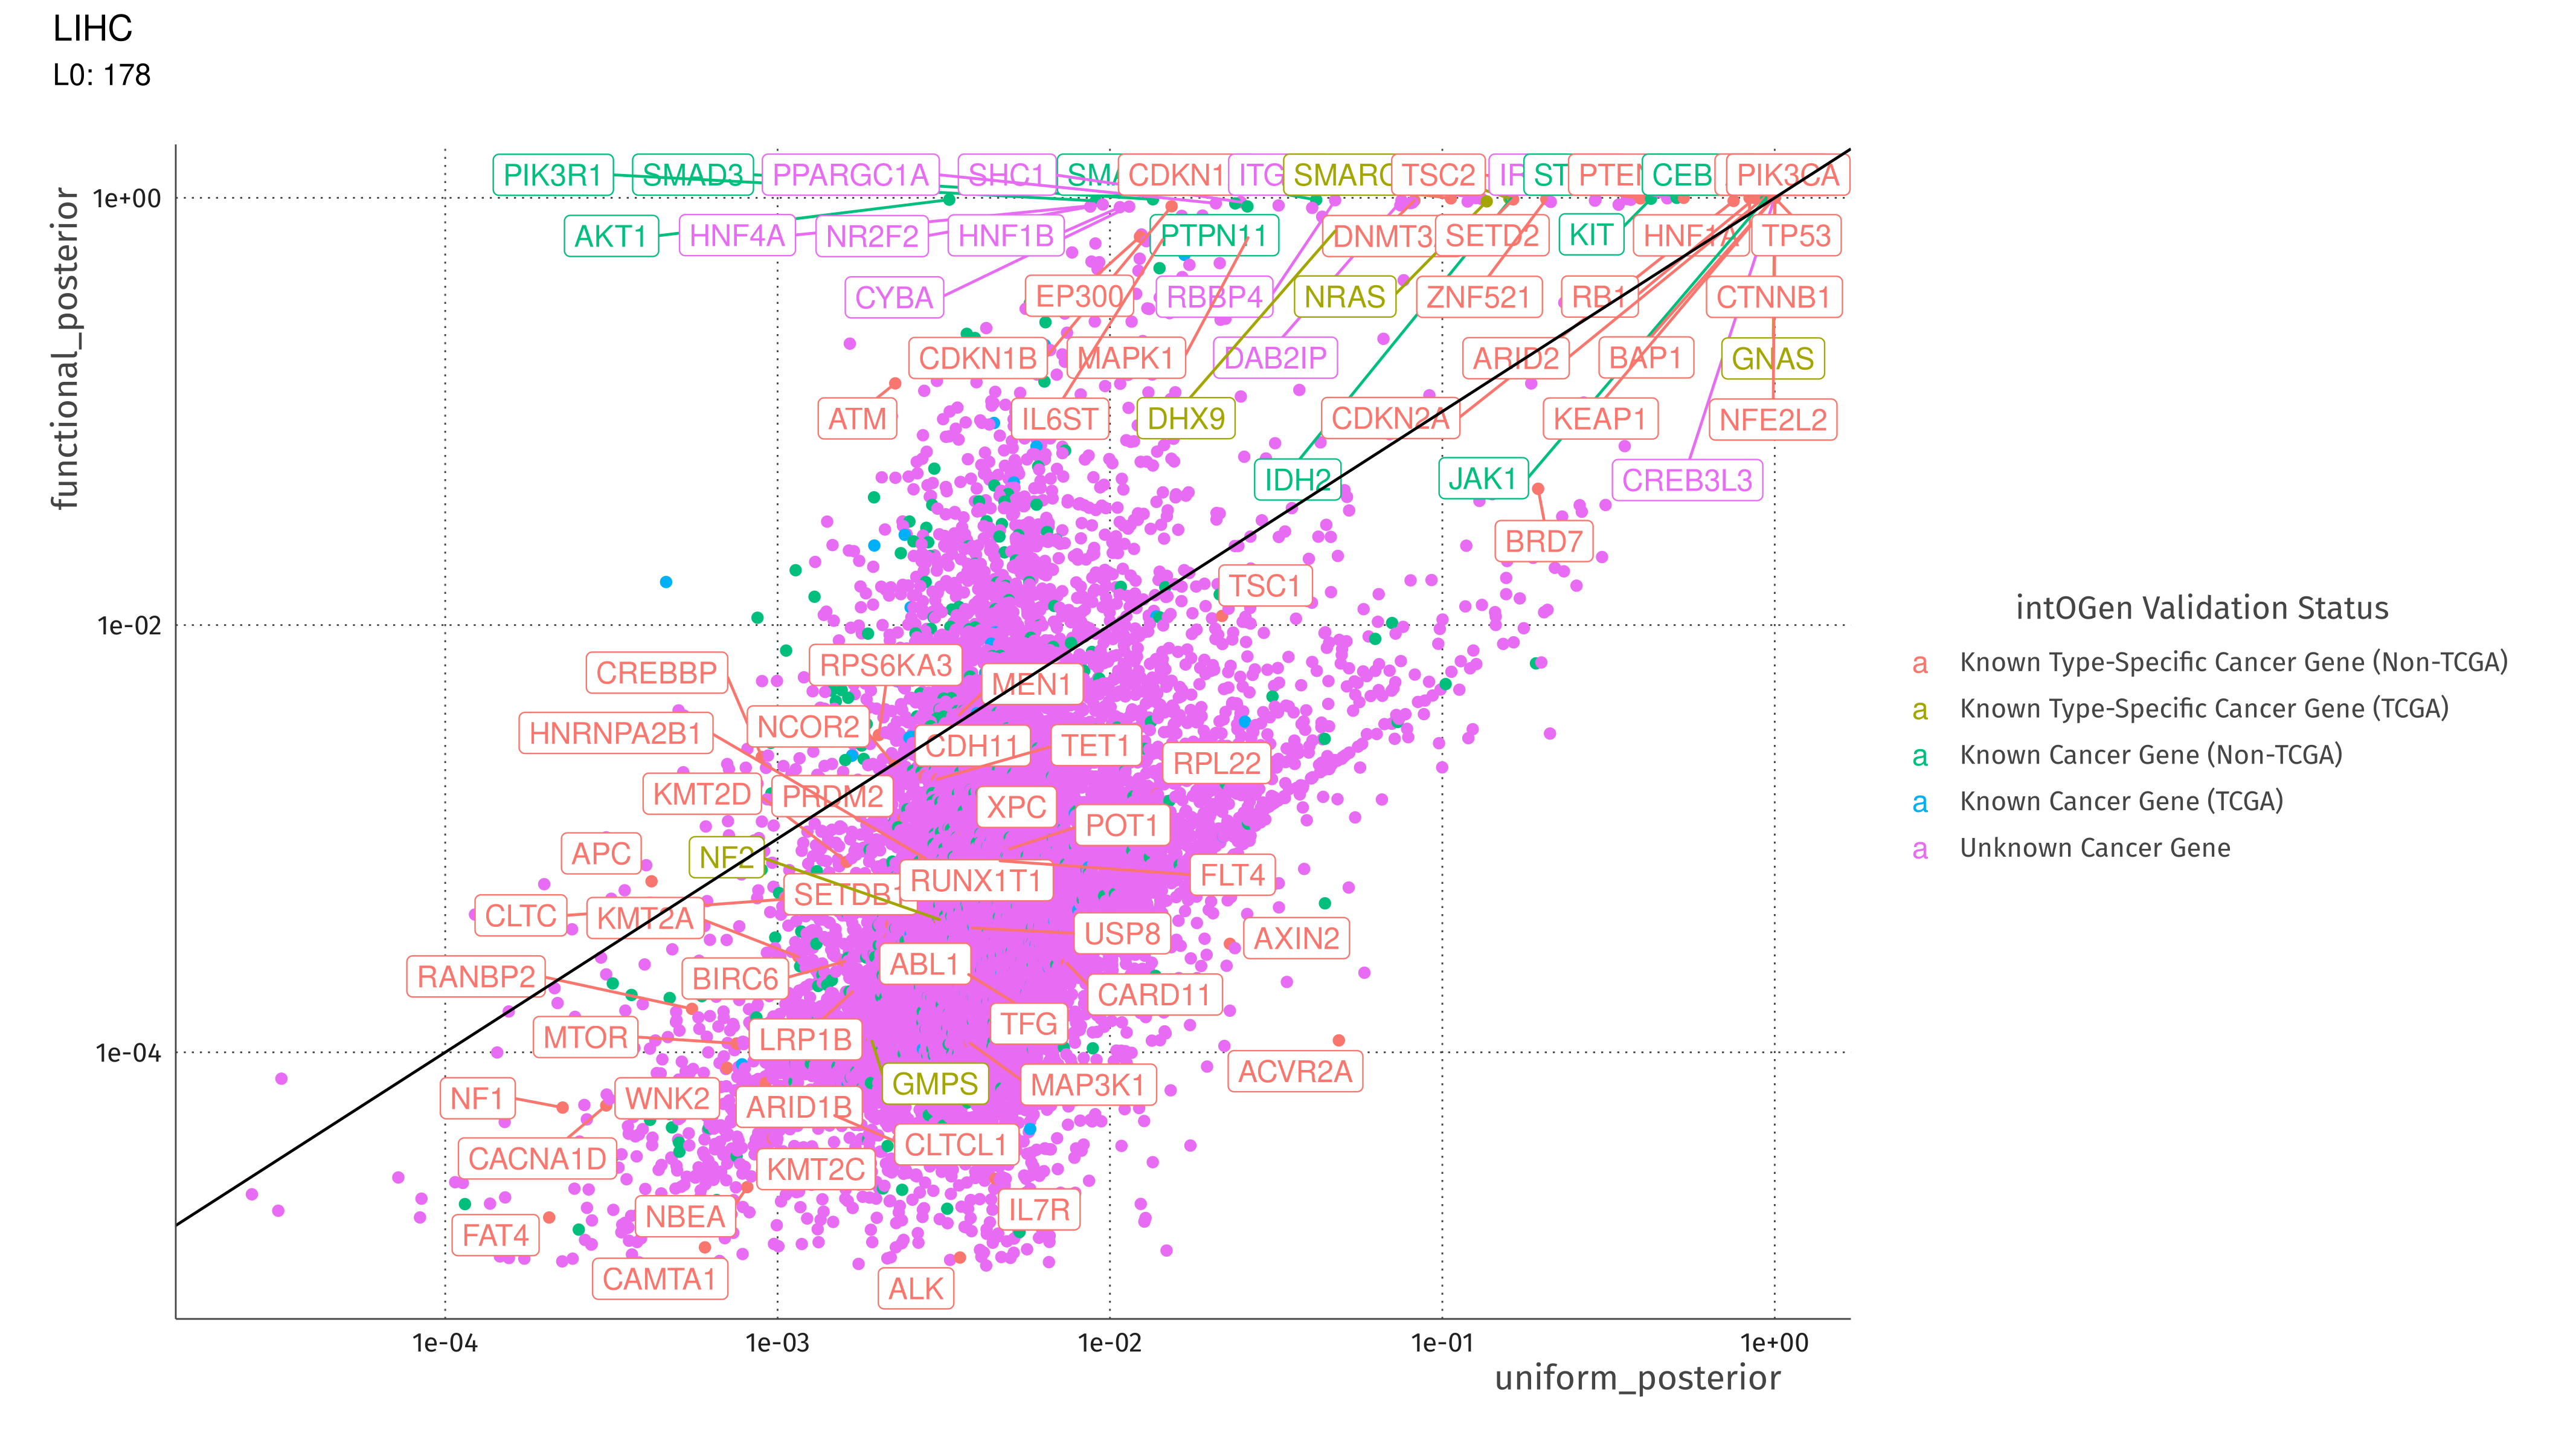 LIHC
L0: 178
functional_posterior
1e+00
1e-02
1e-04
PIK3R1 SMAD3 PPARGC1A SHC1 TSC2 PIK3CA
AKT1 HNF4A NR2F2 HNF1B PTPN11 SETD2 KIT HNF1A TP53
CYBA EP300 RBBP4 NRAS ZNF521 RB1 CTNNB1
CDKN1B MAPK1 DAB2IP ARID2 BAP1 GNAS
ATM IL6ST DHX9 CDKN2A KEAP1 NFE2L2
IDH2 JAK1 CREB3L3
BRD7
TSC1
CREBBP RPS6KA3 MEN1
HNRNPA2B1 NCOR2 CDH11 TET1 RPL22
KMT2D PRDM2 XPC POT1
APC NF2 RUNX1T1 FLT4
CLTC KMT2A USP8 AXIN2
RANBP2 BIRC6 ABL1 CARD11
MTOR LRP1B TFG ACVR2A
NF1 WNK2 ARID1B GMPS MAP3K1
CACNA1D KMT2C CLTCL1
FAT4 NBEA IL7R
CAMTA1 ALK
1e-04 1e-03 1e-02 1e-01 1e+00
uniform_posterior
intOGen Validation Status
a Known Type-Specific Cancer Gene (Non-TCGA)
a Known Type-Specific Cancer Gene (TCGA)
a Known Cancer Gene (Non-TCGA)
a Known Cancer Gene (TCGA)
a Unknown Cancer Gene